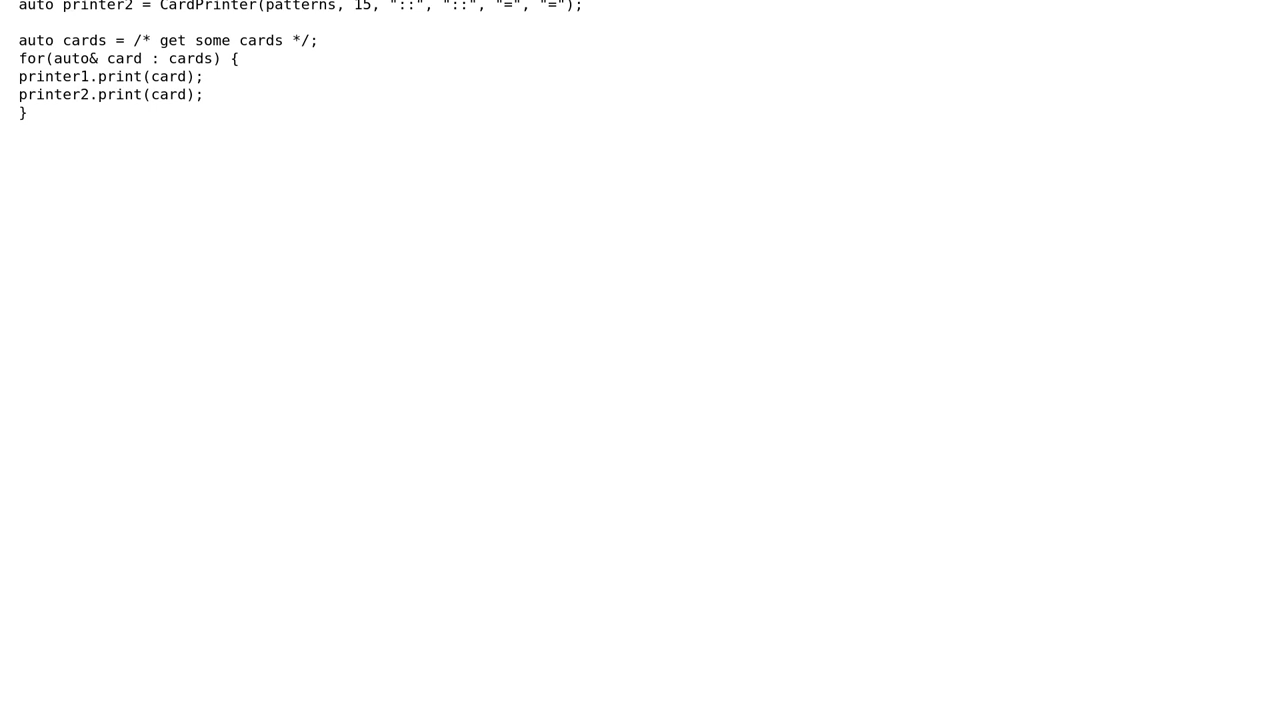 auto printer2 = CardPrinter(patterns, 15, "::", "::", "=", "=");

auto cards = /* get some cards */;
for(auto& card : cards) {
printer1.print(card);
printer2.print(card);
}